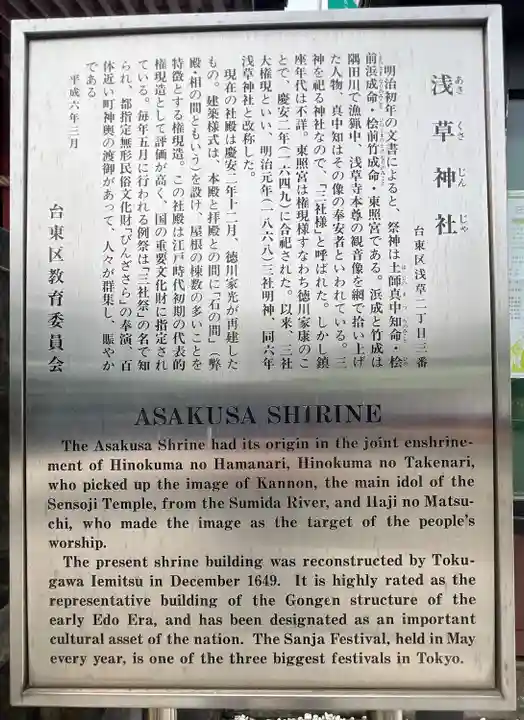 浅草神社
あさくさじんじゃ
台東区浅草二丁目三番
明治初年の文書によると、祭神は土師真中知命・桧
前浜成命・桧前竹成命・東照宮である。浜成と竹成は
隅田川で漁猟中、浅草寺本尊の観音像を網で拾い上げ
た人物、真中知はその像の奉安者といわれている。三
神を祀る神社なので、「三社様」と呼ばれた。しかし鎮
座年代は不詳。東照宮は権現様すなわち徳川家康のこ
とで、慶安二年(一六四九)に合祀された。以来、三社
大権現といい、明治元年(一八六八)三社明神、同六年
浅草神社と改称した。
現在の社殿は慶安二年十二月、徳川家光が再建した
もの。建築様式は、本殿と拝殿との間に「石の間」(弊
殿・相の間ともいう)を設け、屋根の棟数の多いことを
特徴とする権現造。この社殿は江戸時代初期の代表的
権現造として評価が高く、国の重要文化財に指定され
ている。毎年五月に行われる例祭は「三社祭」の名で知
られ、都指定無形民俗文化財「びんざさら」の奉演、百
体近い町神輿の渡御があって、人々が群集し、賑やか
である
平成六年三月
台東区教育委員会
ASAKUSA SHIRINE
The Asakusa Shrine had its origin in the joint enshrine-
ment of Hinokuma no Hamanari, Hinokuma no Takenari,
who picked up the image of Kannon, the main idol of the
Sensoji Temple, from the Sumida River, and Haji no Matsu-
chi, who made the image as the target of the people's
worship.
The present shrine building was reconstructed by Toku-
gawa Iemitsu in December 1649. It is highly rated as the
representative building of the Gongen structure of the
early Edo Era, and has been designated as an important
cultural asset of the nation. The Sanja Festival, held in May
every year, is one of the three biggest festivals in Tokyo.